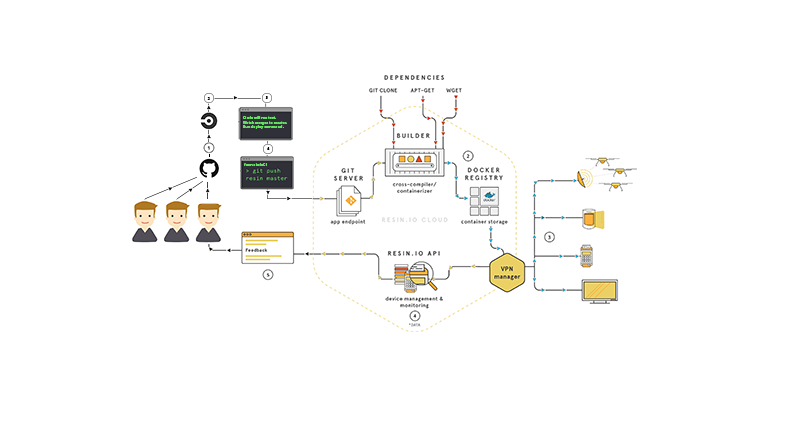 DEPENDENCIES
GIT CLONE
APT-GET
WGET
BUILDER
cross-compiler/
containerizer
GIT
SERVER
app endpoint
2
DOCKER
REGISTRY
docker
container storage
RESIN.IO CLOUD
> git push
resin master
1
4
Feedback
5
RESIN.IO API
device management &
monitoring
4
*DATA
VPN
manager
3